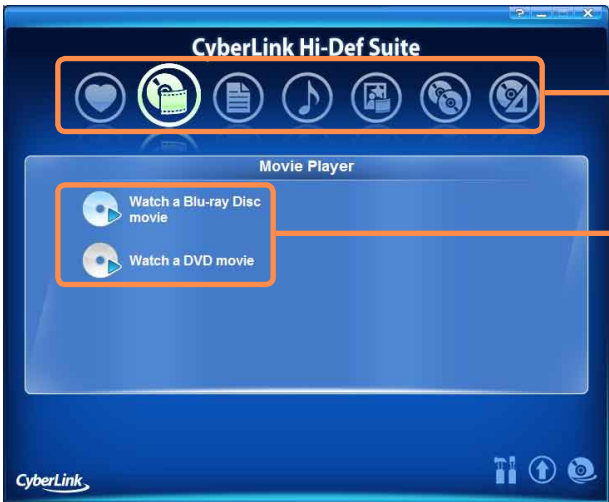 CyberLink Hi-Def Suite
Movie Player
Watch a Blu-ray Disc
movie
Watch a DVD movie
CyberLink